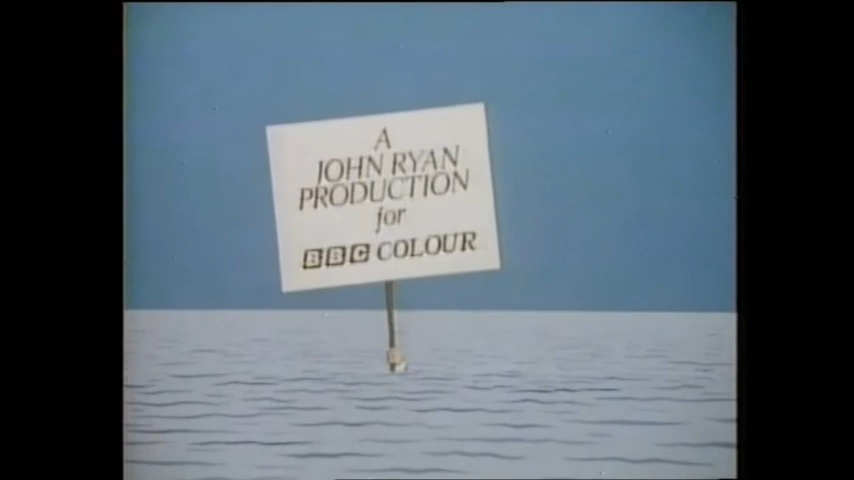 A
JOHN RYAN
PRODUCTION
for
BBC COLOUR